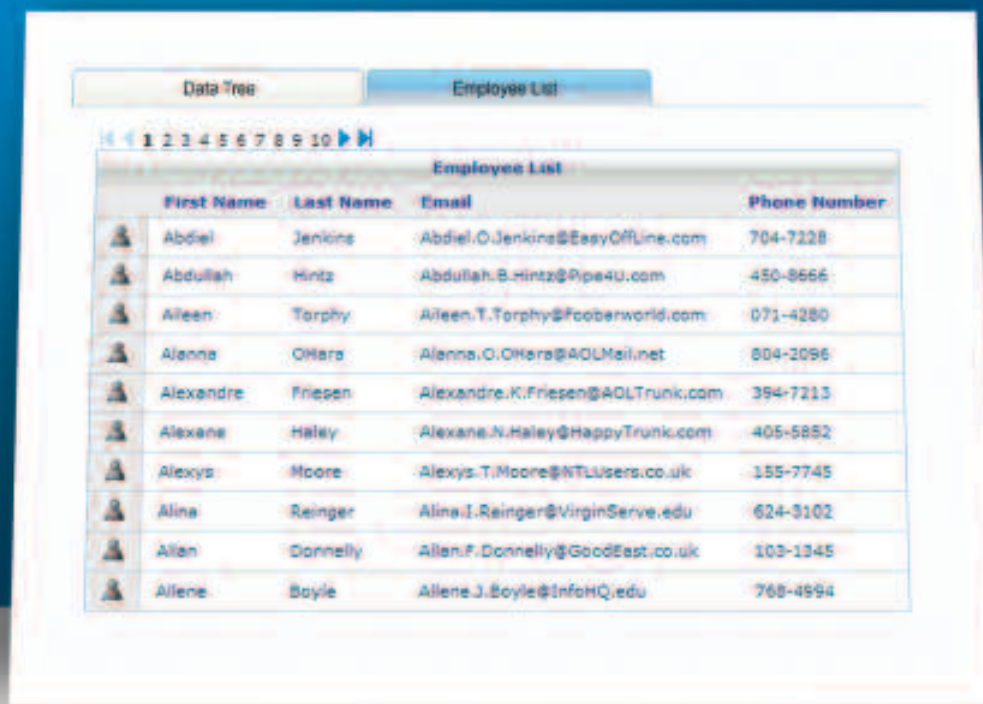 Data Tree Employee List
1 2 3 4 5 6 7 8 9 10
Employee List
First Name Last Name Email Phone Number
Abdiel Jenkins Abdiel.O.Jenkins@EasyOffLine.com 704-7228
Abdullah Hintz Abdullah.B.Hintz@Pipe4U.com 450-8666
Aileen Torphy Aileen.T.Torphy@Fooberworld.com 071-4280
Alanna OHara Alanna.O.OHara@AOLMail.net 804-2096
Alexandre Friesen Alexandre.K.Friesen@AOLTrunk.com 394-7213
Alexane Haley Alexane.N.Haley@HappyTrunk.com 405-5852
Alexys Moore Alexys.T.Moore@NTLUsers.co.uk 155-7745
Alina Reinger Alina.I.Reinger@VirginServe.edu 624-3102
Allan Donnelly Allan.F.Donnelly@GoodEast.co.uk 103-1345
Allene Boyle Allene.J.Boyle@InfoHQ.edu 768-4994